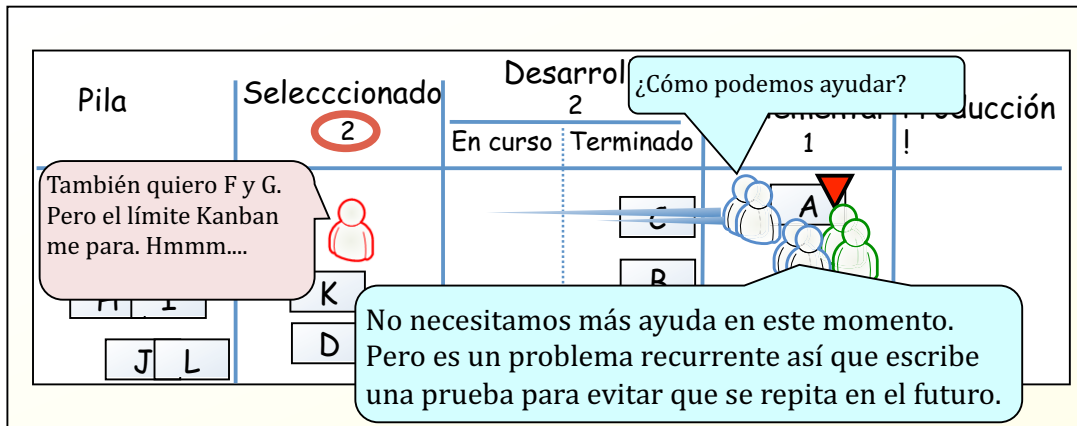 Pila
Selecccionado
2
Desarrol
2
En curso
Terminado
1
ducción
!
¿Cómo podemos ayudar?
También quiero F y G.
Pero el límite Kanban
me para. Hmmm....
A
C
B
K
D
J
L
No necesitamos más ayuda en este momento.
Pero es un problema recurrente así que escribe
una prueba para evitar que se repita en el futuro.